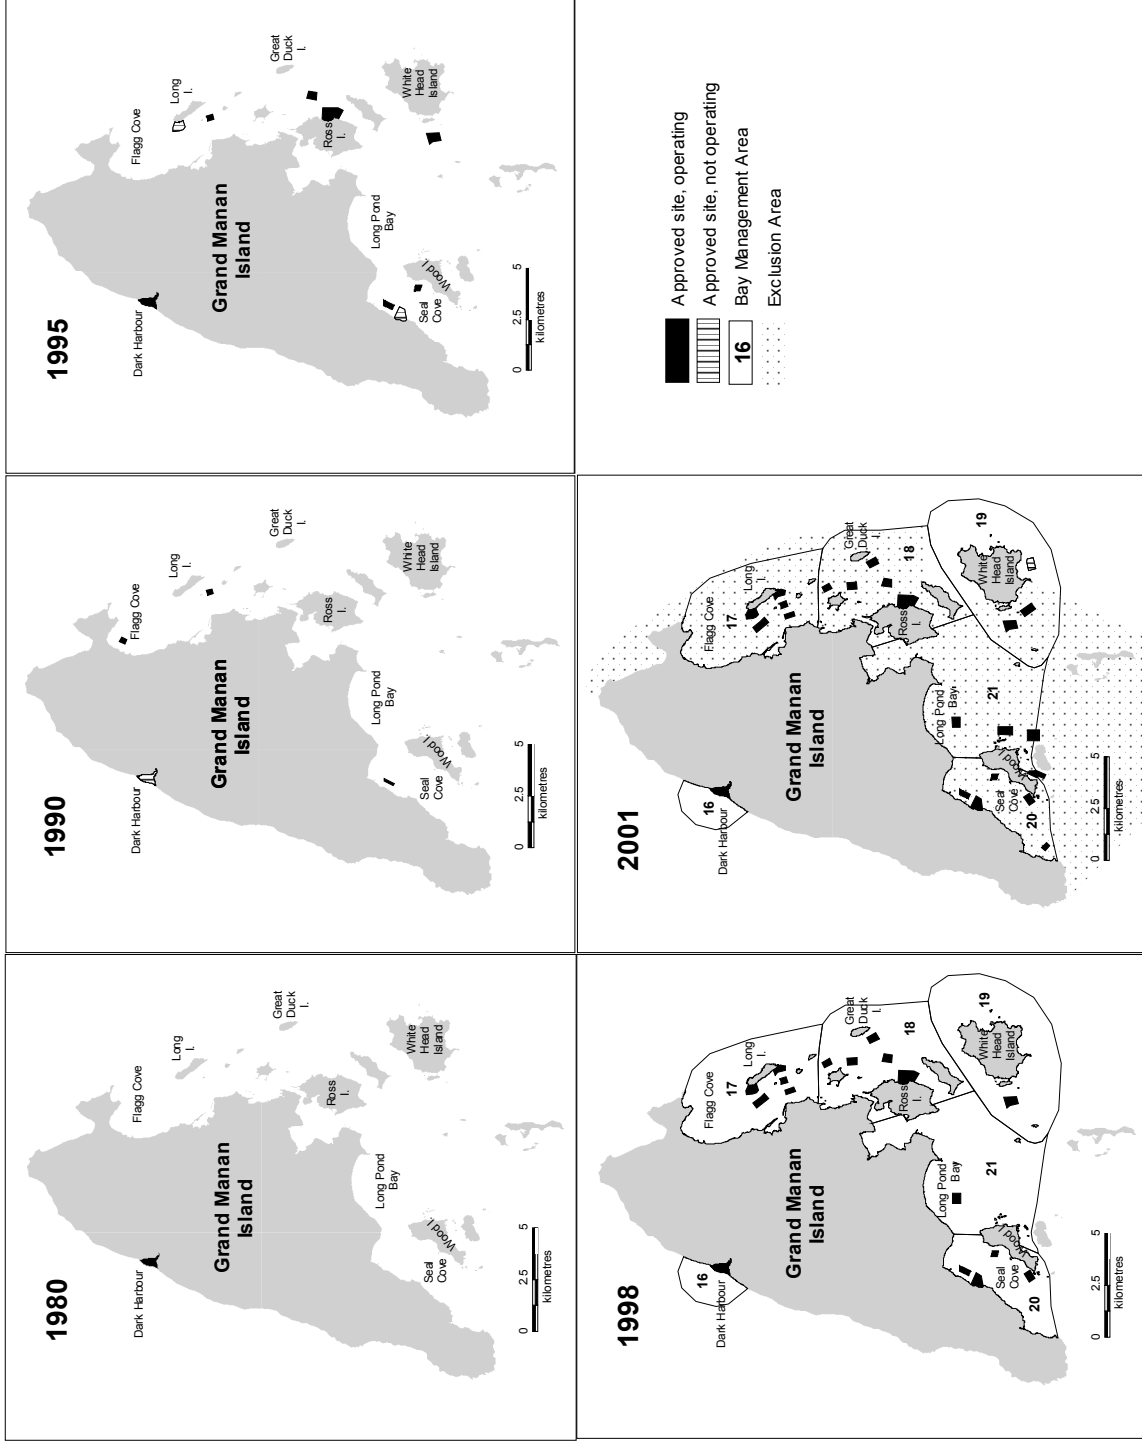 1980
Dark Harbour
Flagg Cove
Long
I.
Grand Manan
Island
Great
Duck
I.
Ross
I.
Long Pond
Bay
White
Head
Island
Seal
Cove
Wood I.
0 2.5 5
kilometres
1990
Dark Harbour
Flagg Cove
Long
I.
Grand Manan
Island
Great
Duck
I.
Ross
I.
Long Pond
Bay
White
Head
Island
Seal
Cove
Wood I.
0 2.5 5
kilometres
1995
Dark Harbour
Flagg Cove
Long
I.
Grand Manan
Island
Great
Duck
I.
Ross
I.
Long Pond
Bay
White
Head
Island
Seal
Cove
Wood I.
0 2.5 5
kilometres
1998
16
Dark Harbour
Flagg Cove
17
Long
I.
Grand Manan
Island
Great
Duck
I.
18
Ross
I.
Long Pond
Bay
21
19
White
Head
Island
Seal
Cove
Wood I.
20
0 2.5 5
kilometres
2001
16
Dark Harbour
Flagg Cove
17
Long
I.
Grand Manan
Island
Great
Duck
I.
18
Ross
I.
Long Pond
Bay
21
19
White
Head
Island
Seal
Cove
Wood I.
20
0 2.5 5
kilometres
Approved site, operating
Approved site, not operating
16 Bay Management Area
Exclusion Area